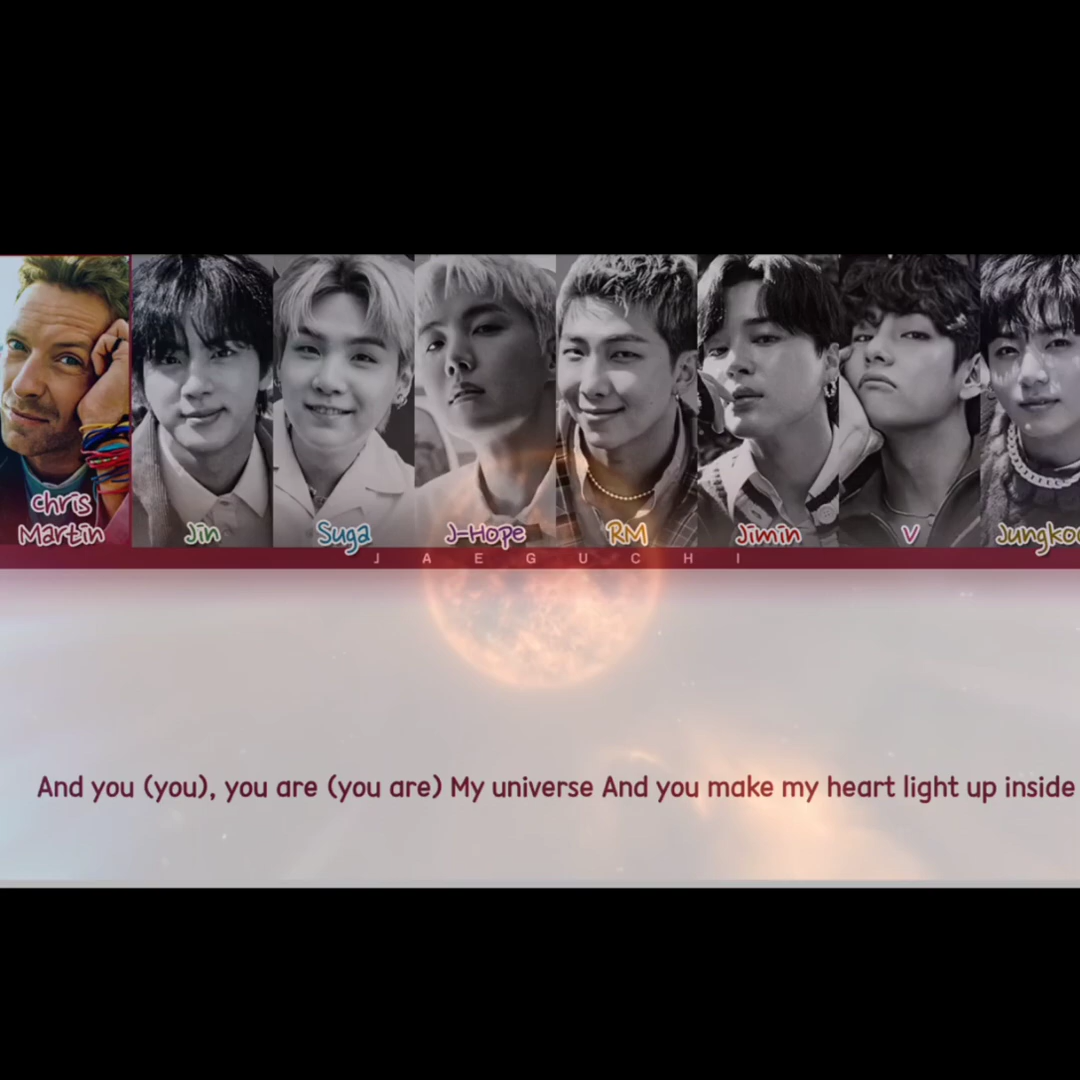 chris
Martin
Jin
Suga
J-Hope
RM
Jimin
V
JAEGUCHI
And you (you), you are (you are) My universe And you make my heart light up inside